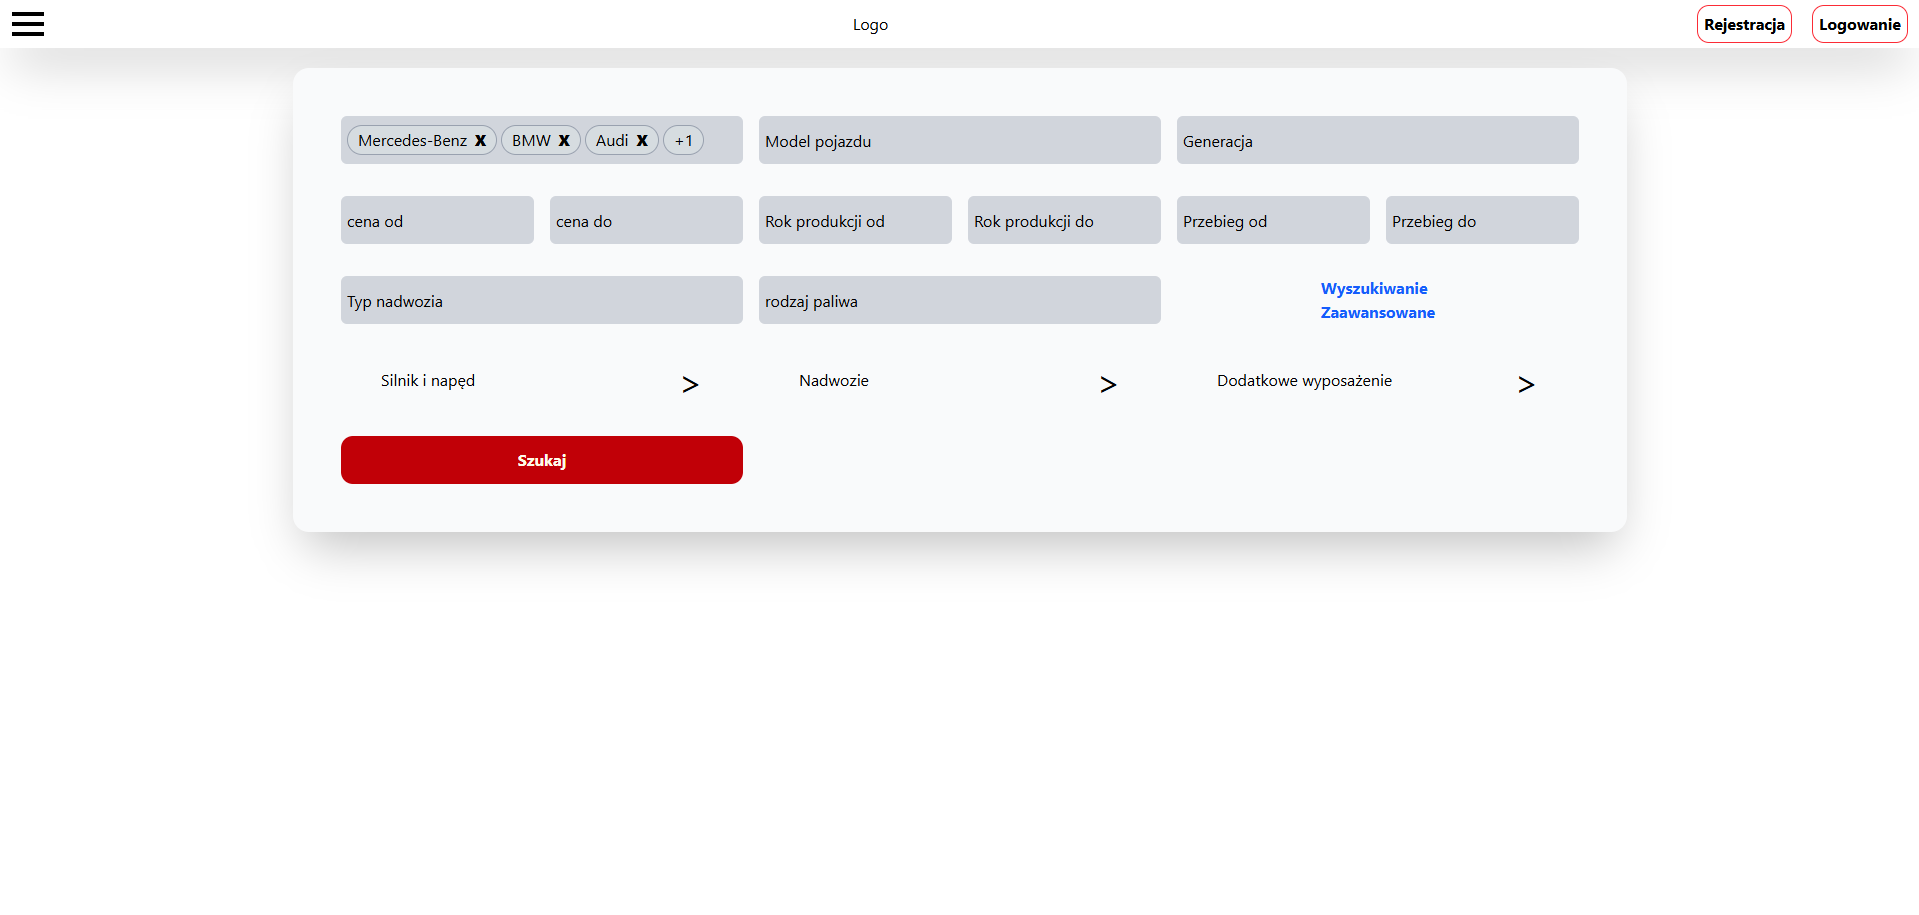 Logo
Rejestracja
Logowanie
Mercedes-Benz X BMW X Audi X +1
Model pojazdu
Generacja
cena od
cena do
Rok produkcji od
Rok produkcji do
Przebieg od
Przebieg do
Typ nadwozia
rodzaj paliwa
Wyszukiwanie
Zaawansowane
Silnik i napęd >
Nadwozie >
Dodatkowe wyposażenie >
Szukaj